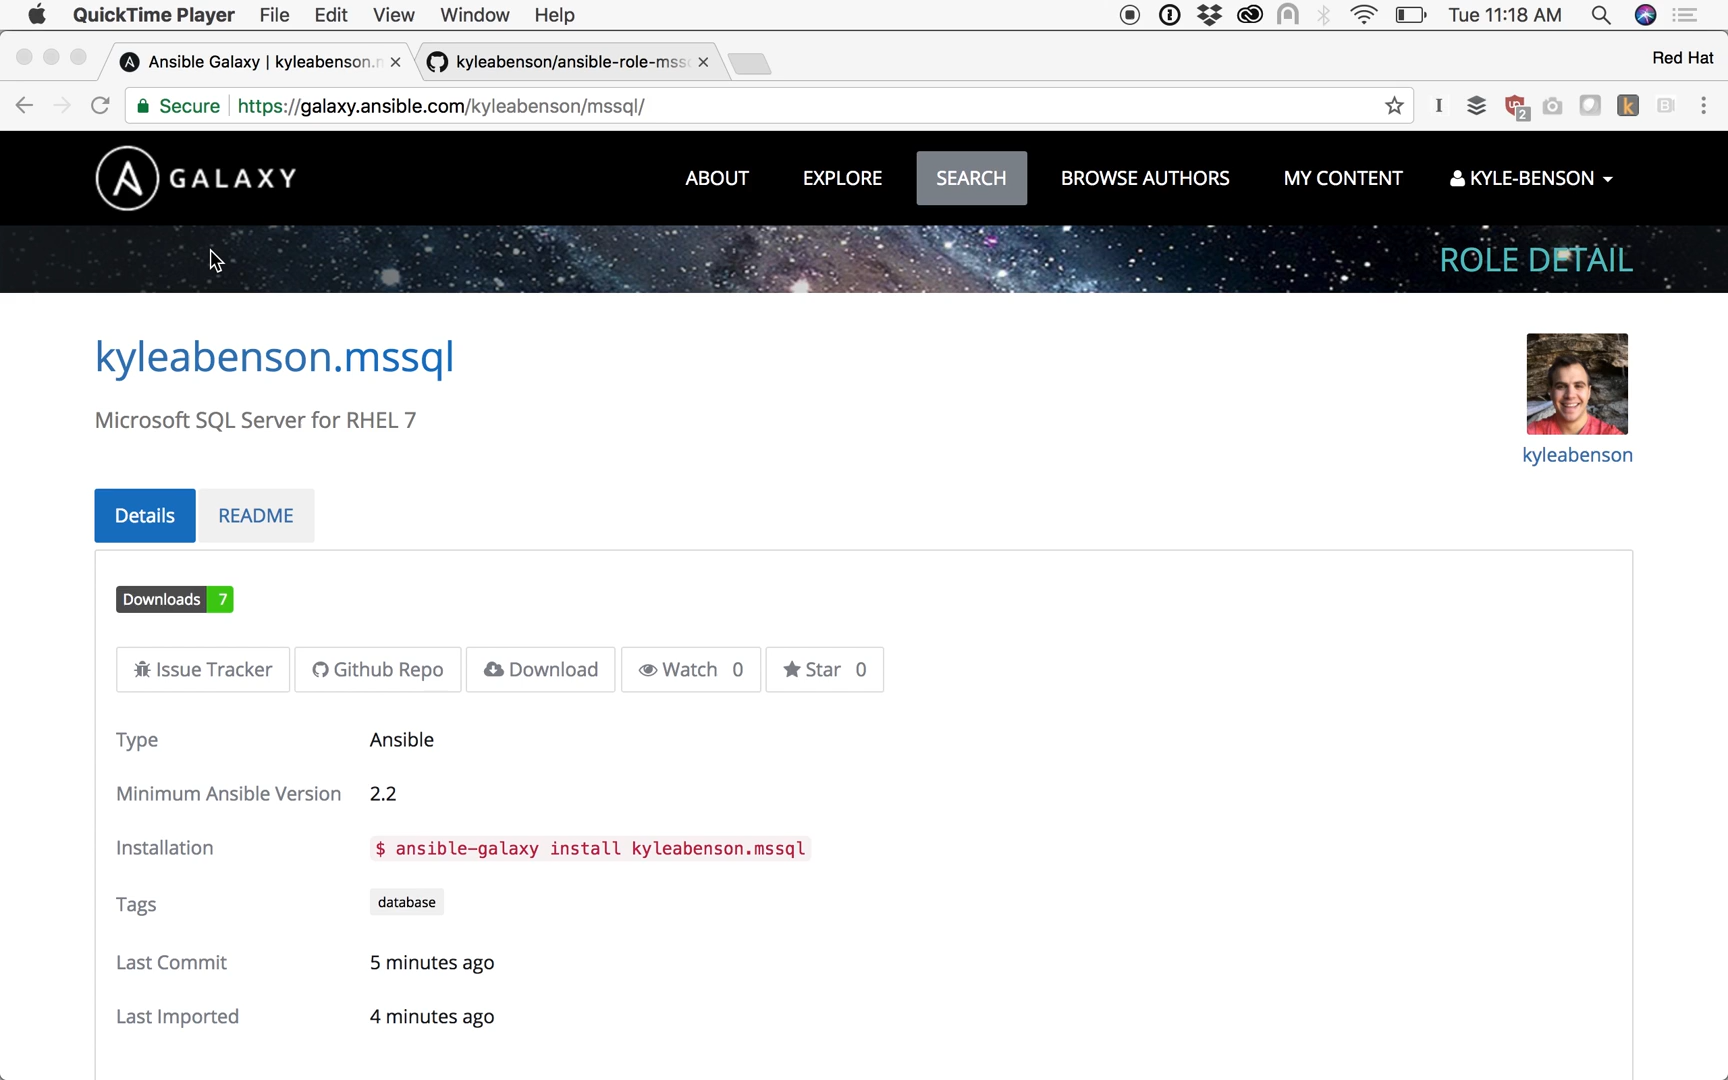 QuickTime Player File Edit View Window Help Tue 11:18 AM
Ansible Galaxy | kyleabenson.n kyleabenson/ansible-role-mss Red Hat
Secure https://galaxy.ansible.com/kyleabenson/mssql/ 2 k
GALAXY ABOUT EXPLORE SEARCH BROWSE AUTHORS MY CONTENT KYLE-BENSON
ROLE DETAIL
kyleabenson.mssql
Microsoft SQL Server for RHEL 7
kyleabenson
Details README
Downloads 7
Issue Tracker Github Repo Download Watch 0 Star 0
Type Ansible
Minimum Ansible Version 2.2
Installation $ ansible-galaxy install kyleabenson.mssql
Tags database
Last Commit 5 minutes ago
Last Imported 4 minutes ago